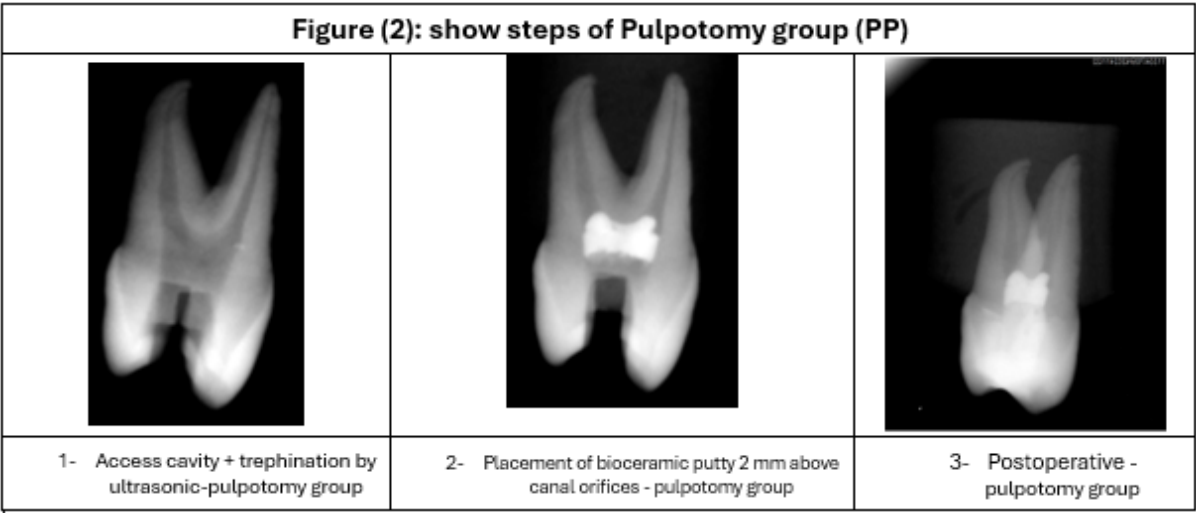 Figure (2): show steps of Pulpotomy group (PP)
1- Access cavity + trephination by
ultrasonic-pulpotomy group
2- Placement of bioceramic putty 2 mm above
canal orifices - pulpotomy group
3- Postoperative -
pulpotomy group